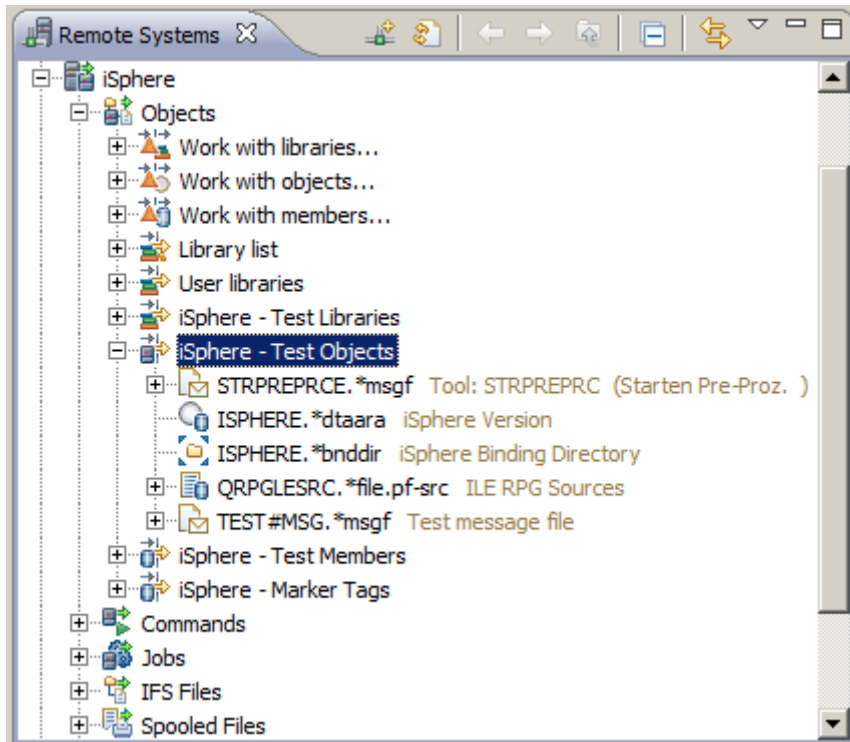 Remote Systems
iSphere
Objects
Work with libraries...
Work with objects...
Work with members...
Library list
User libraries
iSphere - Test Libraries
iSphere - Test Objects
STRPREPRCE.*msgf Tool: STRPREPRC (Starten Pre-Proz. )
ISPHERE.*dtaara iSphere Version
ISPHERE.*bnddir iSphere Binding Directory
QRPGLESRC.*file.pf-src ILE RPG Sources
TEST#MSG.*msgf Test message file
iSphere - Test Members
iSphere - Marker Tags
Commands
Jobs
IFS Files
Spooled Files